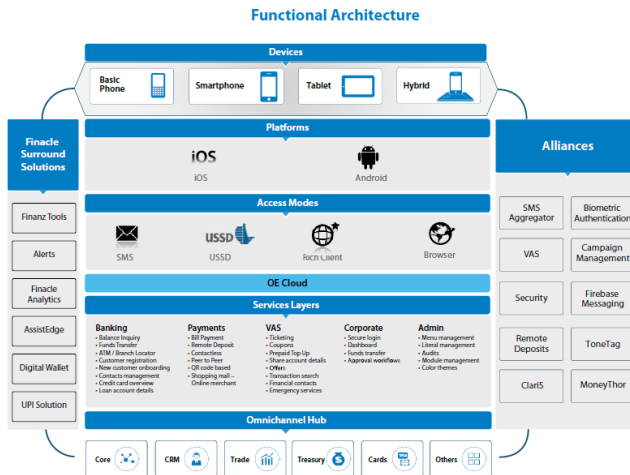 Functional Architecture
Devices
Basic
Phone
Smartphone
Tablet
Hybrid
Finacle
Surround
Solutions
Finanz Tools
Alerts
Finacle
Analytics
AssistEdge
Digital Wallet
UPI Solution
Platforms
iOS
iOS
Android
Access Modes
SMS
USSD
USSD
Rich Client
Browser
OE Cloud
Services Layers
Banking
• Balance Inquiry
• Funds Transfer
• ATM / Branch Locator
• Customer registration
• New customer onboarding
• Contacts management
• Credit card overview
• Loan account details
Payments
• Bill Payment
• Remote Deposit
• Contactless
• Peer to Peer
• QR code based
• Shopping mall –
Online merchant
VAS
• Ticketing
• Coupons
• Prepaid Top Up
• Share account details
• Offers
• Transaction search
• Financial contacts
• Emergency services
Corporate
• Secure login
• Dashboard
• Funds transfer
• Approval workflows
Admin
• Menu management
• Literal management
• Audits
• Module management
• Color themes
Omnichannel Hub
Core
CRM
Trade
Treasury
Cards
Others
Alliances
SMS
Aggregator
Biometric
Authentication
VAS
Campaign
Management
Security
Firebase
Messaging
Remote
Deposits
ToneTag
Clari5
MoneyThor